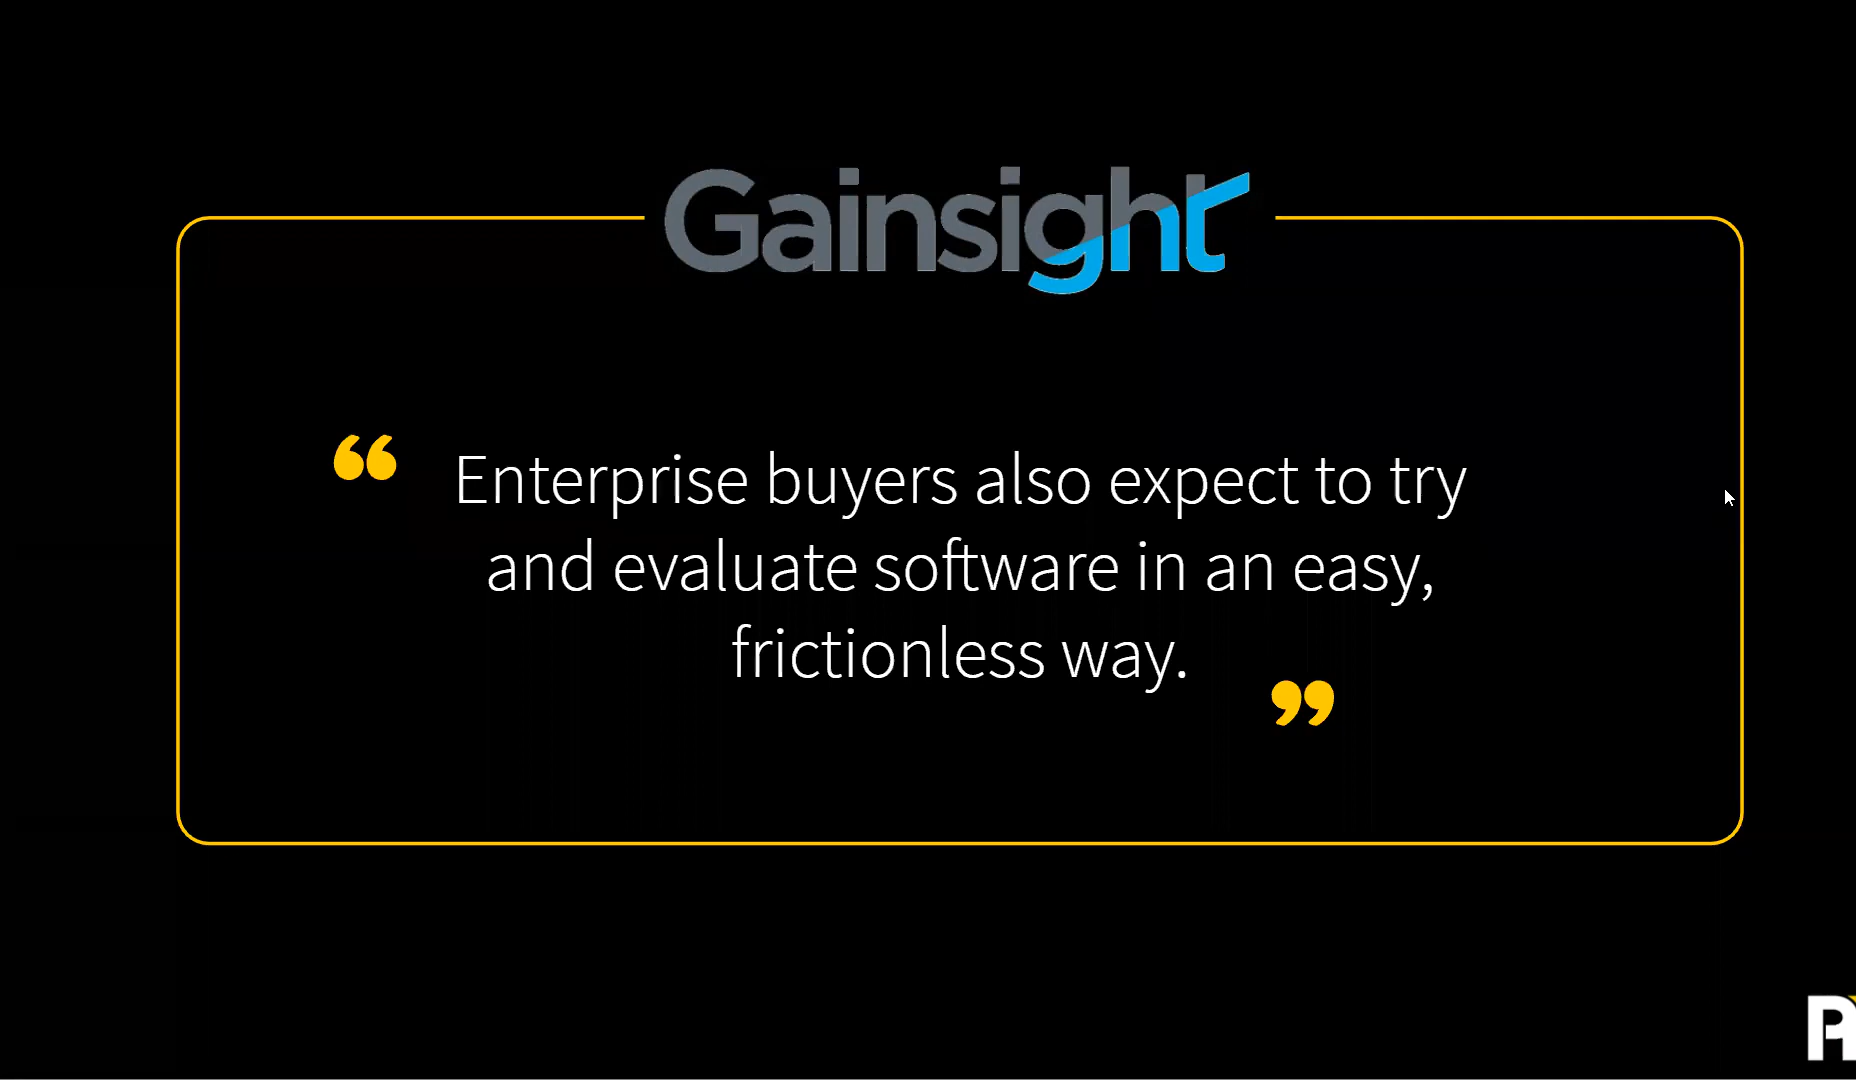 Gainsight
“ Enterprise buyers also expect to try
and evaluate software in an easy,
frictionless way. ”